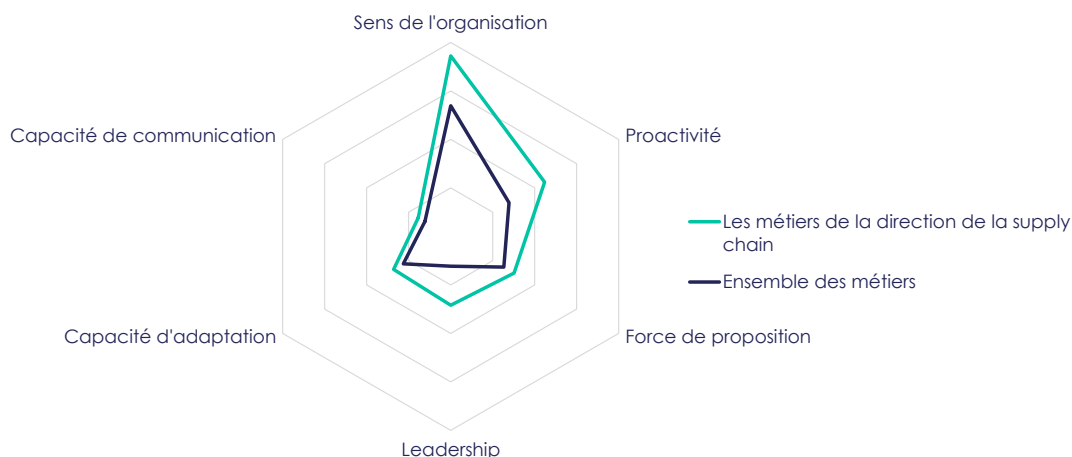 Sens de l'organisation
Capacité de communication
Proactivité
Les métiers de la direction de la supply
chain
Ensemble des métiers
Capacité d'adaptation
Force de proposition
Leadership